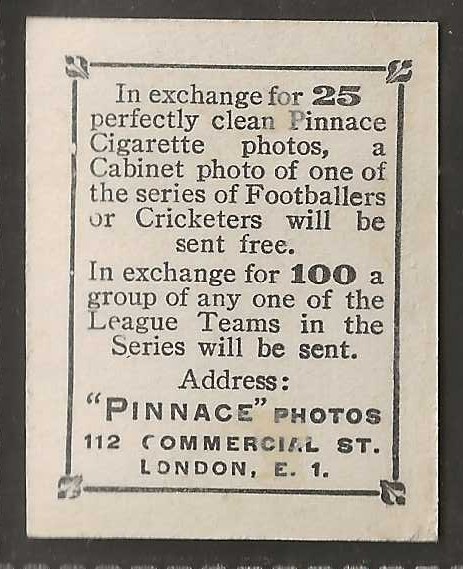 In exchange for 25
perfectly clean Pinnace
Cigarette photos, a
Cabinet photo of one of
the series of Footballers
or Cricketers will be
sent free.
In exchange for 100 a
group of any one of the
League Teams in the
Series will be sent.
Address:
"PINNACE" PHOTOS
112 COMMERCIAL ST.
LONDON, E. 1.